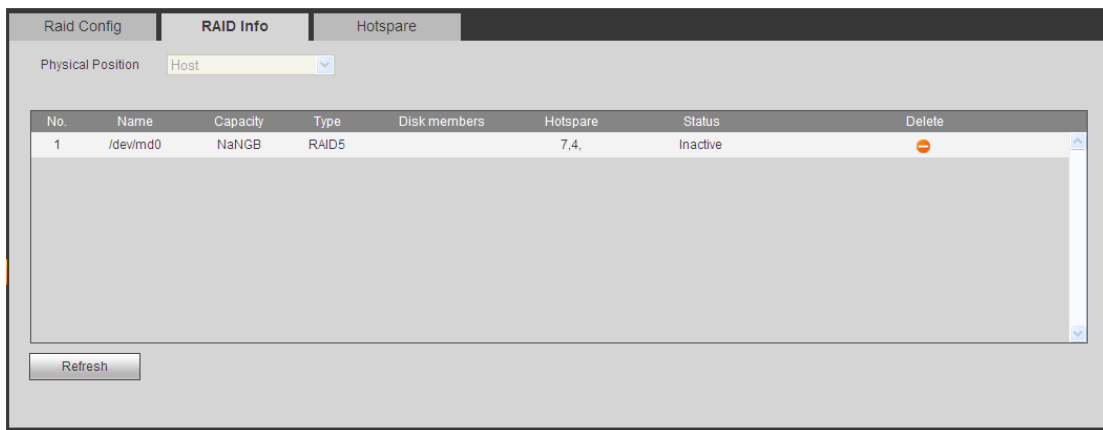 Raid Config RAID Info Hotspare
Physical Position Host
No. Name Capacity Type Disk members Hotspare Status Delete
1 /dev/md0 NaNGB RAID5 7,4, Inactive
Refresh